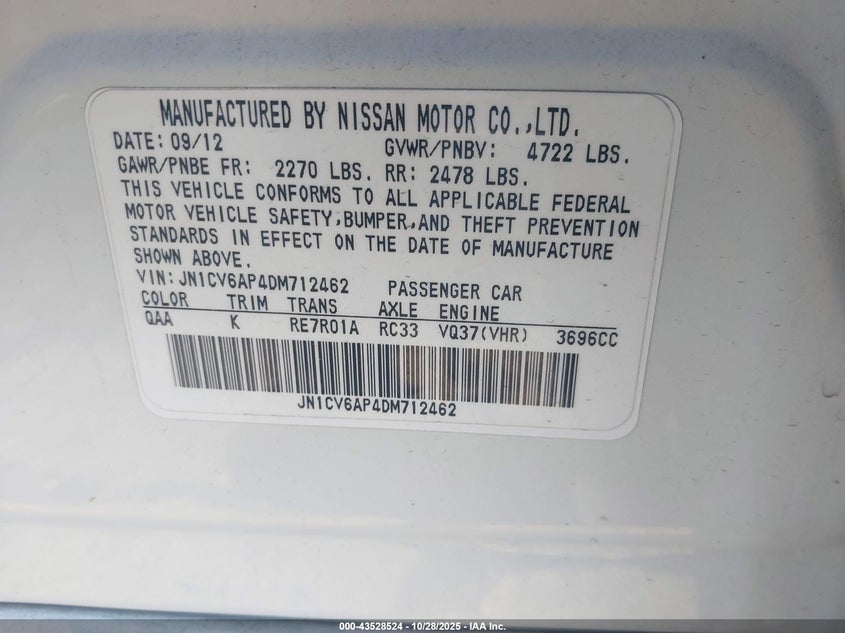 MANUFACTURED BY NISSAN MOTOR CO.,LTD.
DATE: 09/12 GVWR/PNBV: 4722 LBS.
GAWR/PNBE FR: 2270 LBS. RR: 2478 LBS.
THIS VEHICLE CONFORMS TO ALL APPLICABLE FEDERAL
MOTOR VEHICLE SAFETY,BUMPER,AND THEFT PREVENTION
STANDARDS IN EFFECT ON THE DATE OF MANUFACTURE
SHOWN ABOVE.
VIN:JN1CV6AP4DM712462 PASSENGER CAR
COLOR TRIM TRANS AXLE ENGINE
QAA K RE7R01A RC33 VQ37(VHR) 3696CC
JN1CV6AP4DM712462
000-43528524 | 10/28/2025 - IAA Inc.